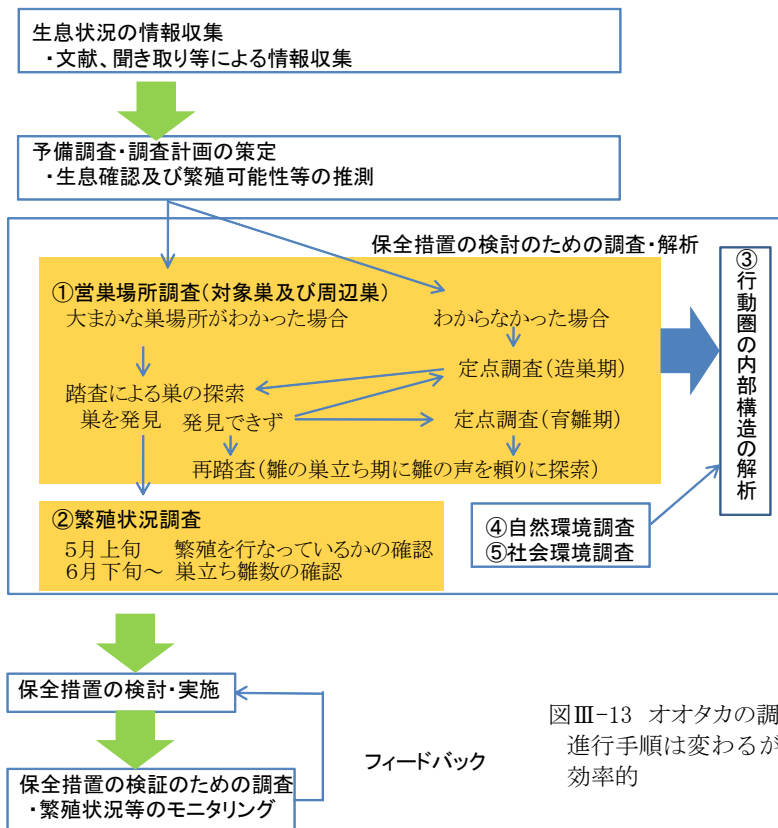 生息状況の情報収集
・文献、聞き取り等による情報収集
予備調査・調査計画の策定
・生息確認及び繁殖可能性等の推測
保全措置の検討のための調査・解析
①営巣場所調査(対象巣及び周辺巣)
大まかな巣場所がわかった場合
わからなかった場合
定点調査(造巣期)
踏査による巣の探索
巣を発見
発見できず
定点調査(育雛期)
再踏査(雛の巣立ち期に雛の声を頼りに探索)
③行動圏の内部構造の解析
②繁殖状況調査
5月上旬 繁殖を行なっているかの確認
6月下旬～ 巣立ち雛数の確認
④自然環境調査
⑤社会環境調査
保全措置の検討・実施
フィードバック
保全措置の検証のための調査
・繁殖状況等のモニタリング
図Ⅲ-13 オオタカの調
進行手順は変わるが
効率的